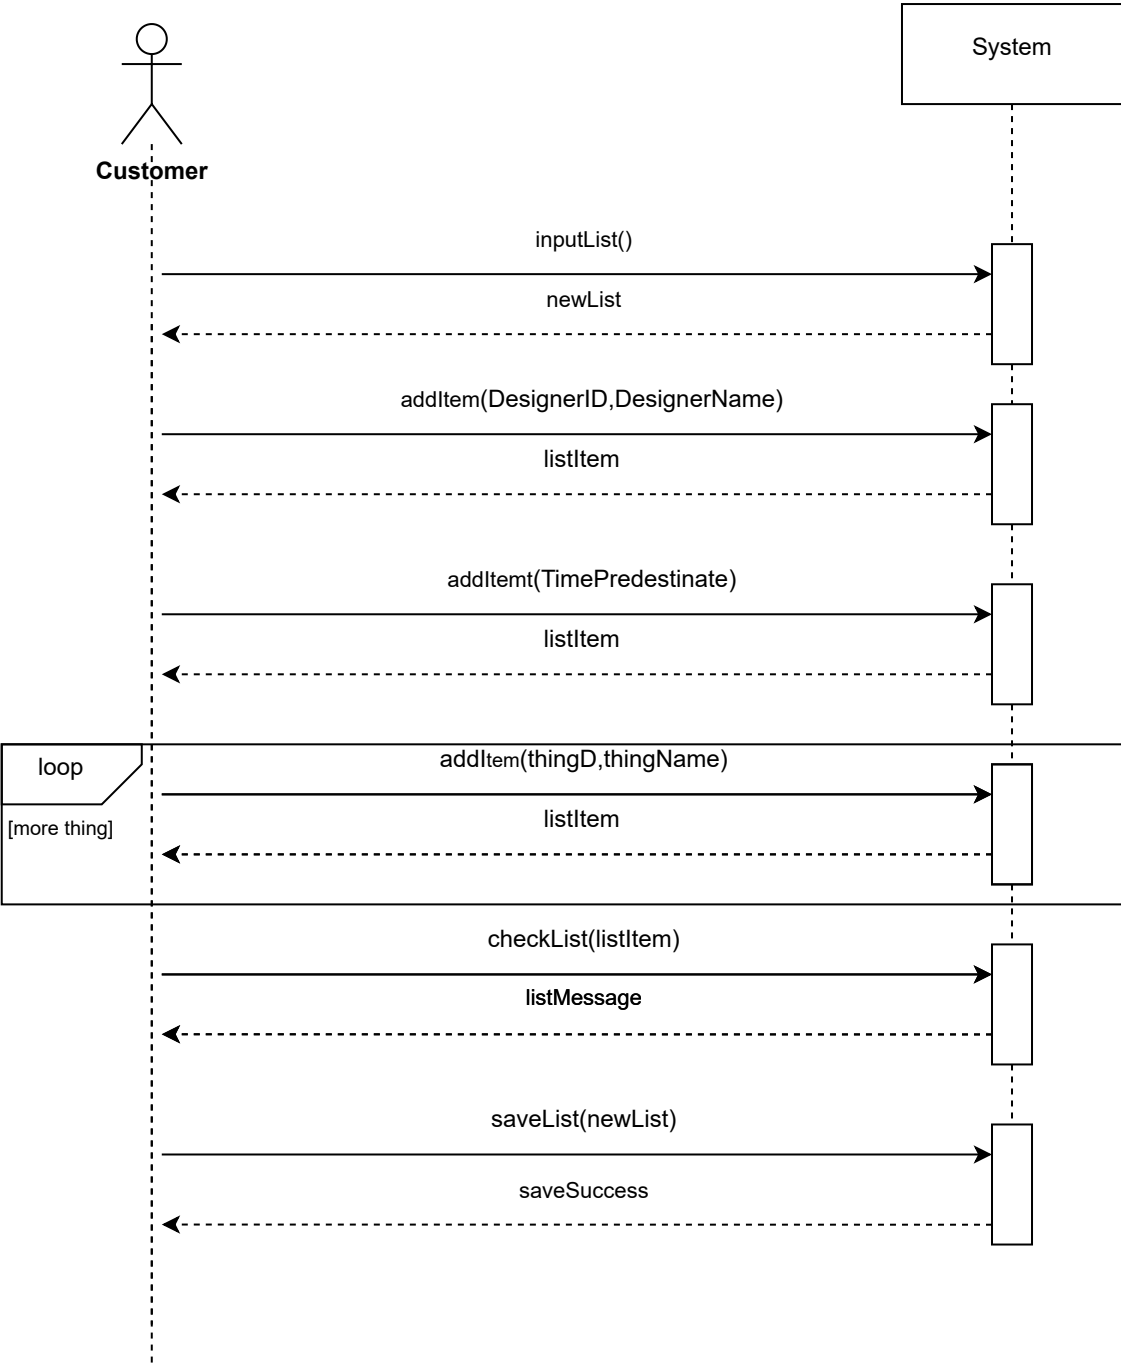 System
Customer
inputList()
newList
addItem(DesignerID,DesignerName)
listItem
addItemt(TimePredestinate)
listItem
loop
addItem(thingD,thingName)
[more thing]
listItem
checkList(listItem)
listMessage
saveList(newList)
saveSuccess